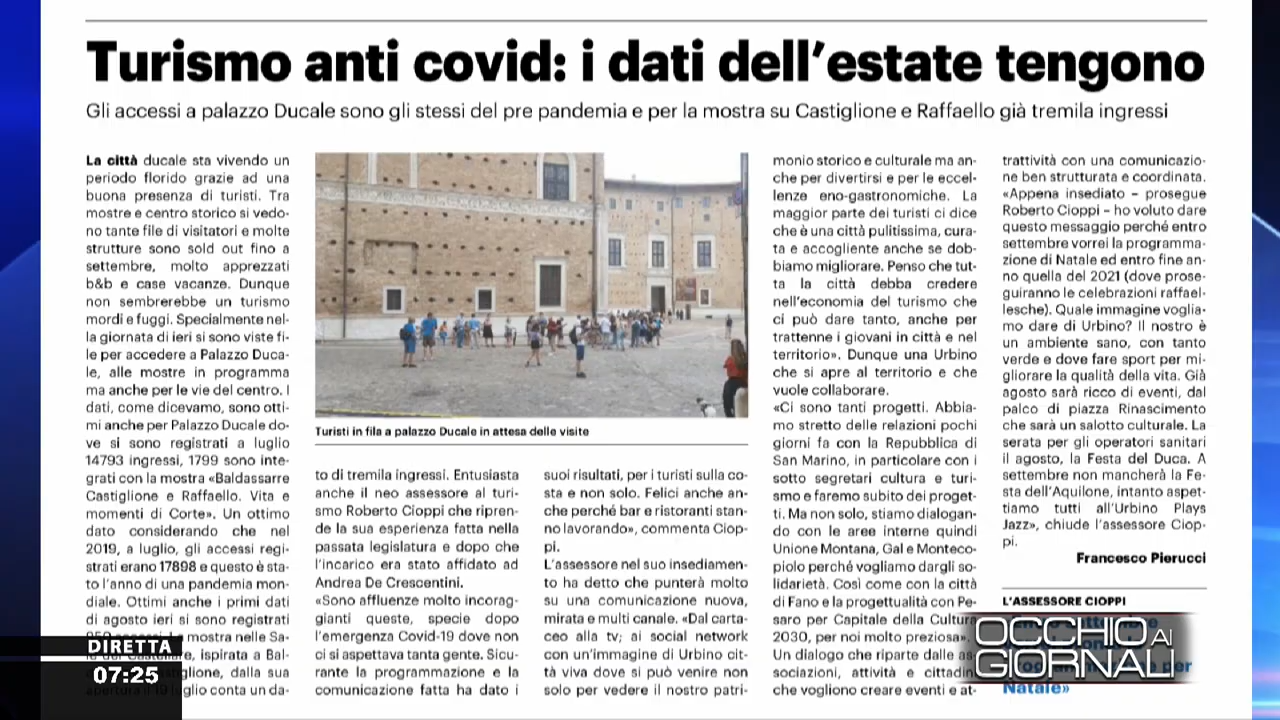 Turismo anti covid: i dati dell'estate tengono
Gli accessi a palazzo Ducale sono gli stessi del pre pandemia e per la mostra su Castiglione e Raffaello già tremila ingressi
La città ducale sta vivendo un
periodo florido grazie ad una
buona presenza di turisti. Tra
mostre e centro storico si vedo-
no tante file di visitatori e molte
strutture sono sold out fino a
settembre, molto apprezzati
b&b e case vacanze. Dunque
non sembrerebbe un turismo
mordi e fuggi. Specialmente nel-
la giornata di ieri si sono viste fi-
le per accedere a Palazzo Duca-
le, alle mostre in programma
ma anche per le vie del centro. I
dati, come dicevamo, sono otti-
mi anche per Palazzo Ducale do-
ve si sono registrati a luglio
14793 ingressi, 1799 sono inte-
grati con la mostra «Baldassarre
Castiglione e Raffaello. Vita e
momenti di Corte». Un ottimo
dato considerando che nel
2019, a luglio, gli accessi regi-
strati erano 17898 e questo è sta-
to l'anno di una pandemia mon-
diale. Ottimi anche i primi dati
di agosto ieri si sono registrati
mostra nelle Sa-
ispirata a Bal-
dalla sua
luglio conta un da-
Turisti in fila a palazzo Ducale in attesa delle visite
to di tremila ingressi. Entusiasta
anche il neo assessore al turi-
smo Roberto Cioppi che ripren-
de la sua esperienza fatta nella
passata legislatura e dopo che
l'incarico era stato affidato ad
Andrea De Crescentini.
«Sono affluenze molto incorag-
gianti queste, specie dopo
l'emergenza Covid-19 dove non
ci si aspettava tanta gente. Sicu-
rante la programmazione e la
comunicazione fatta ha dato i
suoi risultati, per i turisti sulla co-
sta e non solo. Felici anche an-
che perché bar e ristoranti stan-
no lavorando», commenta Ciop-
pi.
L'assessore nel suo insediamen-
to ha detto che punterà molto
su una comunicazione nuova,
mirata e multi canale. «Dal carta-
ceo alla tv; ai social network
con un'immagine di Urbino cit-
tà viva dove si può venire non
solo per vedere il nostro patri-
monio storico e culturale ma an-
che per divertirsi e per le eccel-
lenze eno-gastronomiche. La
maggior parte dei turisti ci dice
che è una città pulitissima, cura-
ta e accogliente anche se dob-
biamo migliorare. Penso che tut-
ta la città debba credere
nell'economia del turismo che
ci può dare tanto, anche per
trattenne i giovani in città e nel
territorio». Dunque una Urbino
che si apre al territorio e che
vuole collaborare.
«Ci sono tanti progetti. Abbia-
mo stretto delle relazioni pochi
giorni fa con la Repubblica di
San Marino, in particolare con i
sotto segretari cultura e turi-
smo e faremo subito dei proget-
ti. Ma non solo, stiamo dialogan-
do con le aree interne quindi
Unione Montana, Gal e Monteco-
piolo perché vogliamo dargli so-
lidarietà. Così come con la città
di Fano e la progettualità con Pe-
saro per Capitale della Cultura
2030, per noi molto preziosa».
Un dialogo che riparte dalle as-
sociazioni, attività e cittadini
che vogliono creare eventi e at-
trattività con una comunicazio-
ne ben strutturata e coordinata.
«Appena insediato – prosegue
Roberto Cioppi – ho voluto dare
questo messaggio perché entro
settembre vorrei la programma-
zione di Natale ed entro fine an-
no quella del 2021 (dove prose-
guiranno le celebrazioni raffael-
lesche). Quale immagine voglia-
mo dare di Urbino? Il nostro è
un ambiente sano, con tanto
verde e dove fare sport per mi-
gliorare la qualità della vita. Già
agosto sarà ricco di eventi, dal
palco di piazza Rinascimento
che sarà un salotto culturale. La
serata per gli operatori sanitari
il agosto, la Festa del Duca. A
settembre non mancherà la Fe-
sta dell'Aquilone, intanto aspet-
tiamo tutti all'Urbino Plays
Jazz», chiude l'assessore Ciop-
pi.
Francesco Pierucci
L'ASSESSORE CIOPPI
per
Natale»
DIRETTA
07:25
OCCHIO AI
GIORNALI